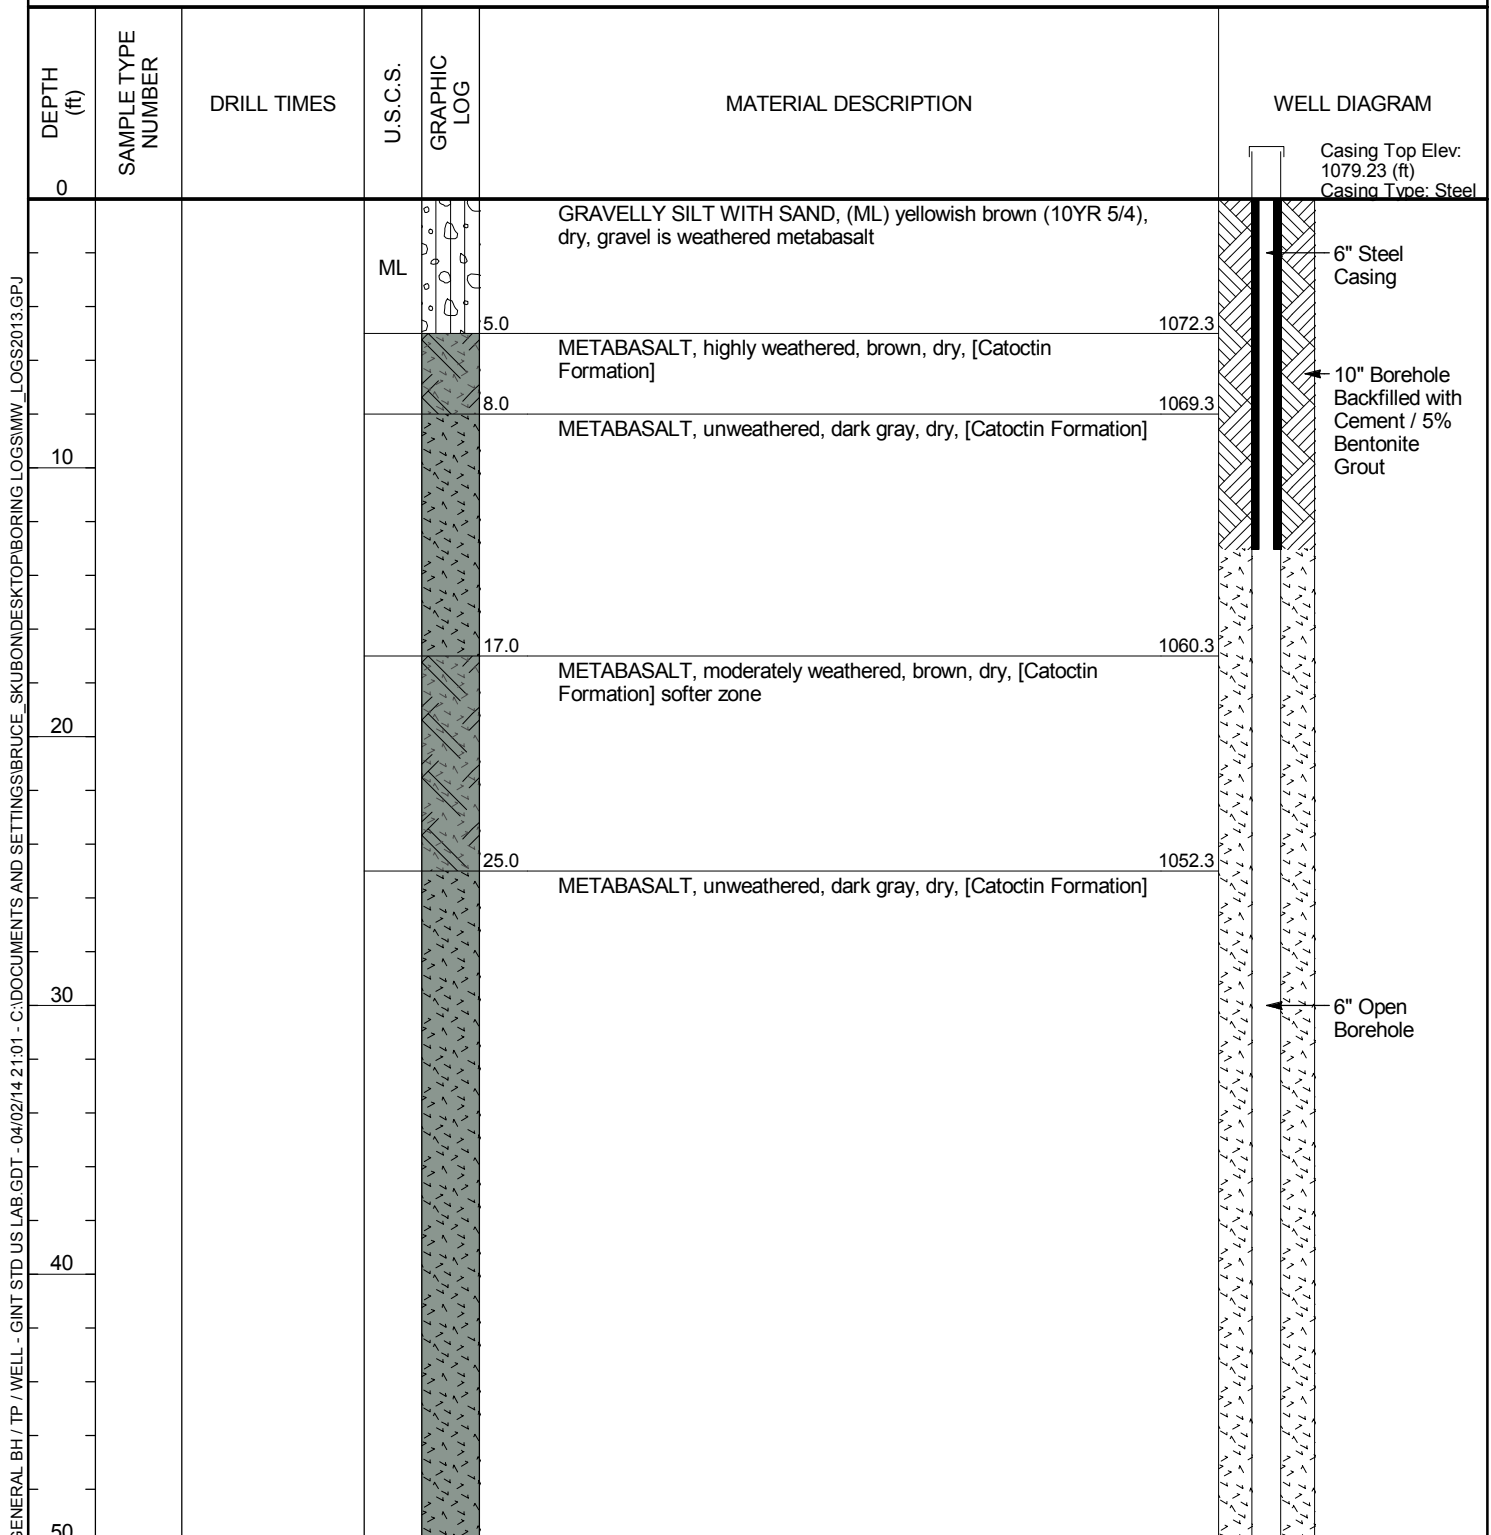 DEPTH
(ft)
SAMPLE TYPE
NUMBER
DRILL TIMES
U.S.C.S.
GRAPHIC
LOG
MATERIAL DESCRIPTION
WELL DIAGRAM
Casing Top Elev:
1079.23 (ft)
Casing Type: Steel
0
GRAVELLY SILT WITH SAND, (ML) yellowish brown (10YR 5/4),
dry, gravel is weathered metabasalt
ML
6" Steel
Casing
5.0 1072.3
METABASALT, highly weathered, brown, dry, [Catoctin
Formation]
10" Borehole
Backfilled with
Cement / 5%
Bentonite
Grout
8.0 1069.3
METABASALT, unweathered, dark gray, dry, [Catoctin Formation]
10
17.0 1060.3
METABASALT, moderately weathered, brown, dry, [Catoctin
Formation] softer zone
20
25.0 1052.3
METABASALT, unweathered, dark gray, dry, [Catoctin Formation]
30
6" Open
Borehole
40
50
GENERAL BH / TP / WELL - GINT STD US LAB.GDT - 04/02/14 21:01 - C:\DOCUMENTS AND SETTINGS\BRUCE_SKUBON\DESKTOP\BORING LOGS\MW_LOGS2013.GPJ